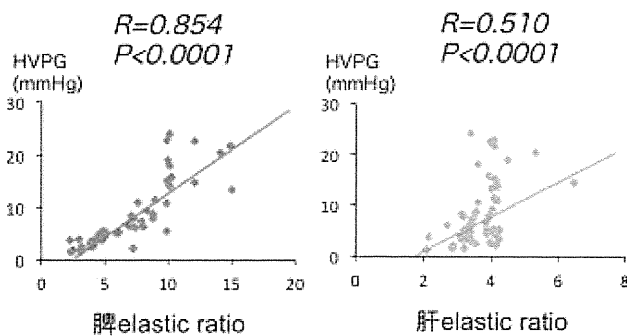 R=0.854
P<0.0001
HVPG
(mmHg)
30
20
10
0
0
5
10
15
20
脾elastic ratio
R=0.510
P<0.0001
HVPG
(mmHg)
30
20
10
0
0
2
4
6
8
肝elastic ratio